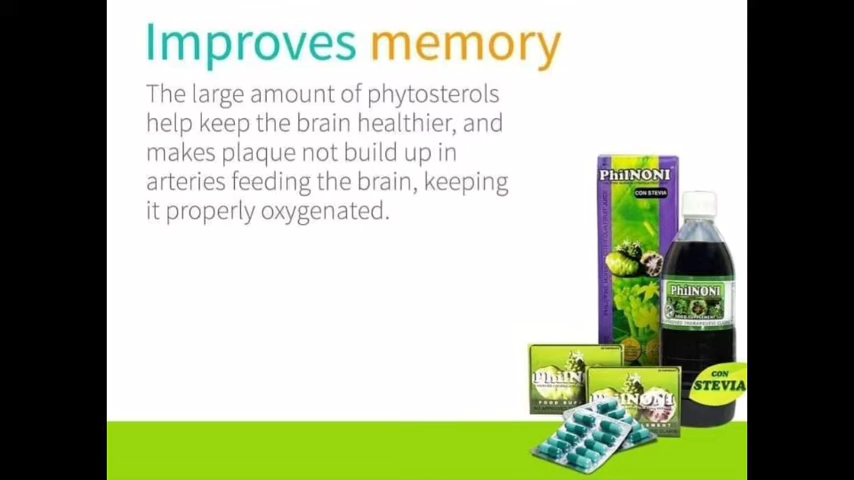 Improves memory
The large amount of phytosterols
help keep the brain healthier, and
makes plaque not build up in
arteries feeding the brain, keeping
it properly oxygenated.
PhilNONI
CON STEVIA
PhilNONI
CON
STEVIA
PhilNONI